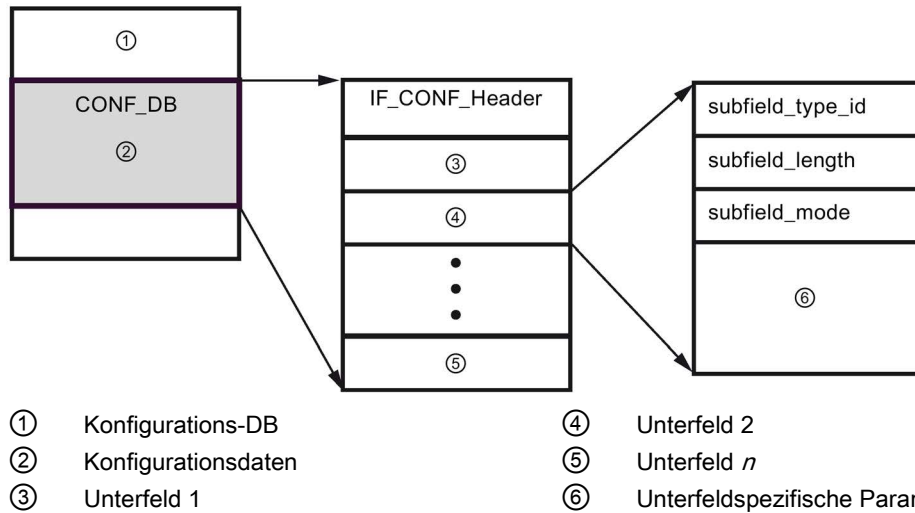 ①
CONF_DB
②
IF_CONF_Header
③
④
⑤
subfield_type_id
subfield_length
subfield_mode
⑥
① Konfigurations-DB
② Konfigurationsdaten
③ Unterfeld 1
④ Unterfeld 2
⑤ Unterfeld n
⑥ Unterfeldspezifische